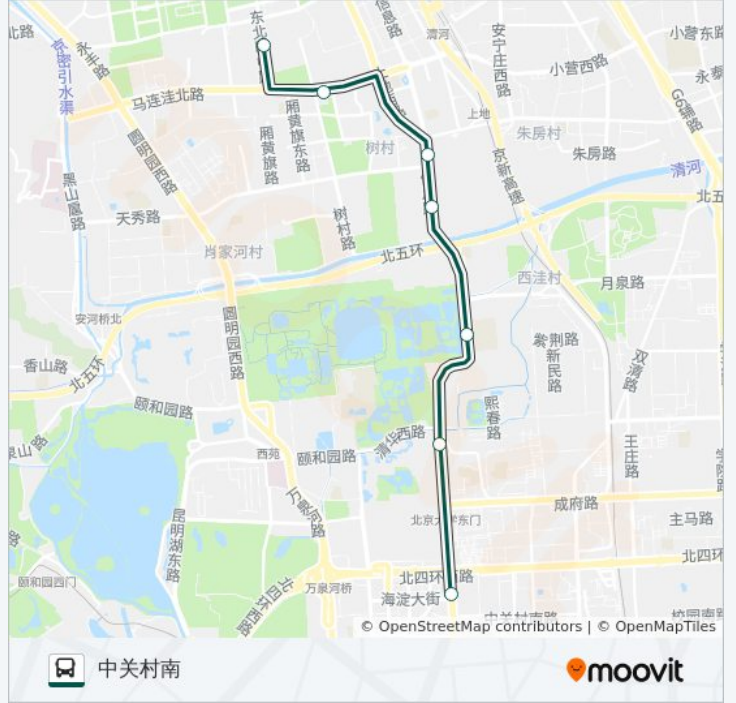 北路
东北
信息路
清河
安宁庄西路
小营东路
永丰路
京密引水渠
小营西路
永泰
马连洼北路
G6辅路
上地
厢黄旗东路
厢黄旗路
圆明园西路
树村
朱房村
朱房路
京新高速
清河
黑山扈路
天秀路
树村路
北五
肖家河村
北五环
西洼村
月泉路
安河桥北
圆明园西路
紫荆路
新民路
双清路
香山路
北五环
颐和园路
熙春路
泉山路
西苑
颐和园路
清华西路
王庄路
学院路
万泉河路
成府路
昆明湖东路
北京大学东门
主马路
北四环
颐和园西门
万泉河桥
北四环西路
北四环
路
海淀大街
© OpenStreetMap contributors | © OpenMapTiles
中关村南
moovit